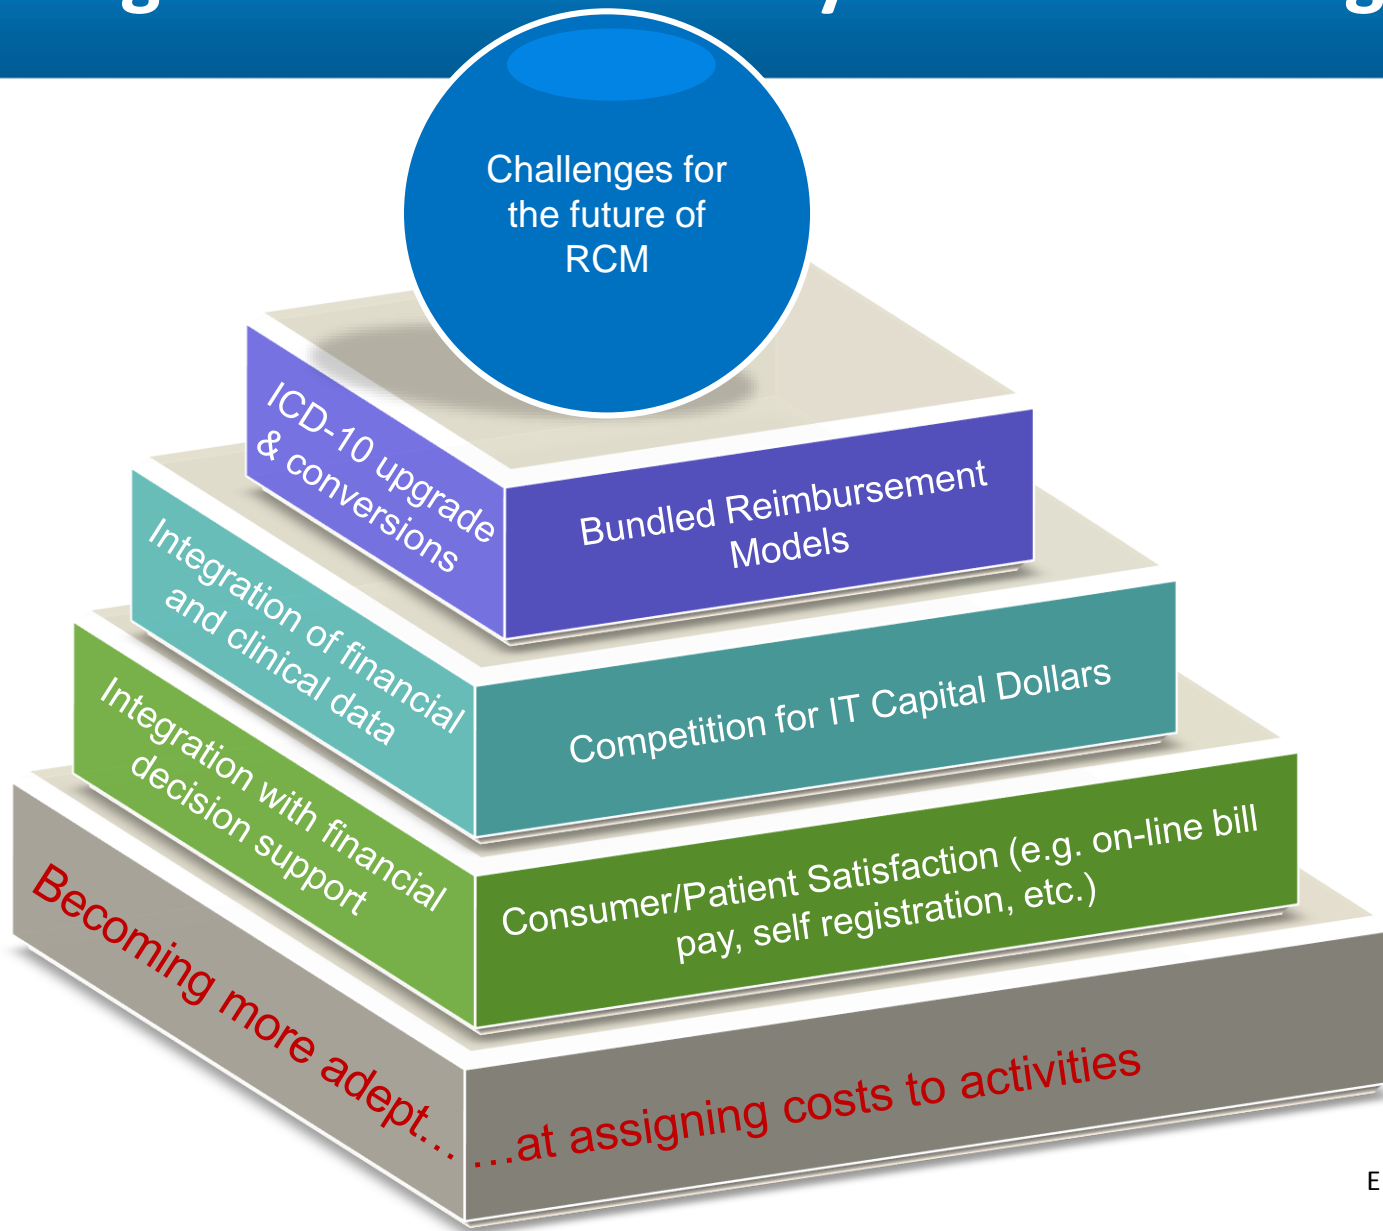 Challenges for
the future of
RCM
ICD-10 upgrade
& conversions
Bundled Reimbursement
Models
Integration of financial
and clinical data
Competition for IT Capital Dollars
Integration with financial
decision support
Consumer/Patient Satisfaction (e.g. on-line bill
pay, self registration, etc.)
Becoming more adept…
…at assigning costs to activities
E